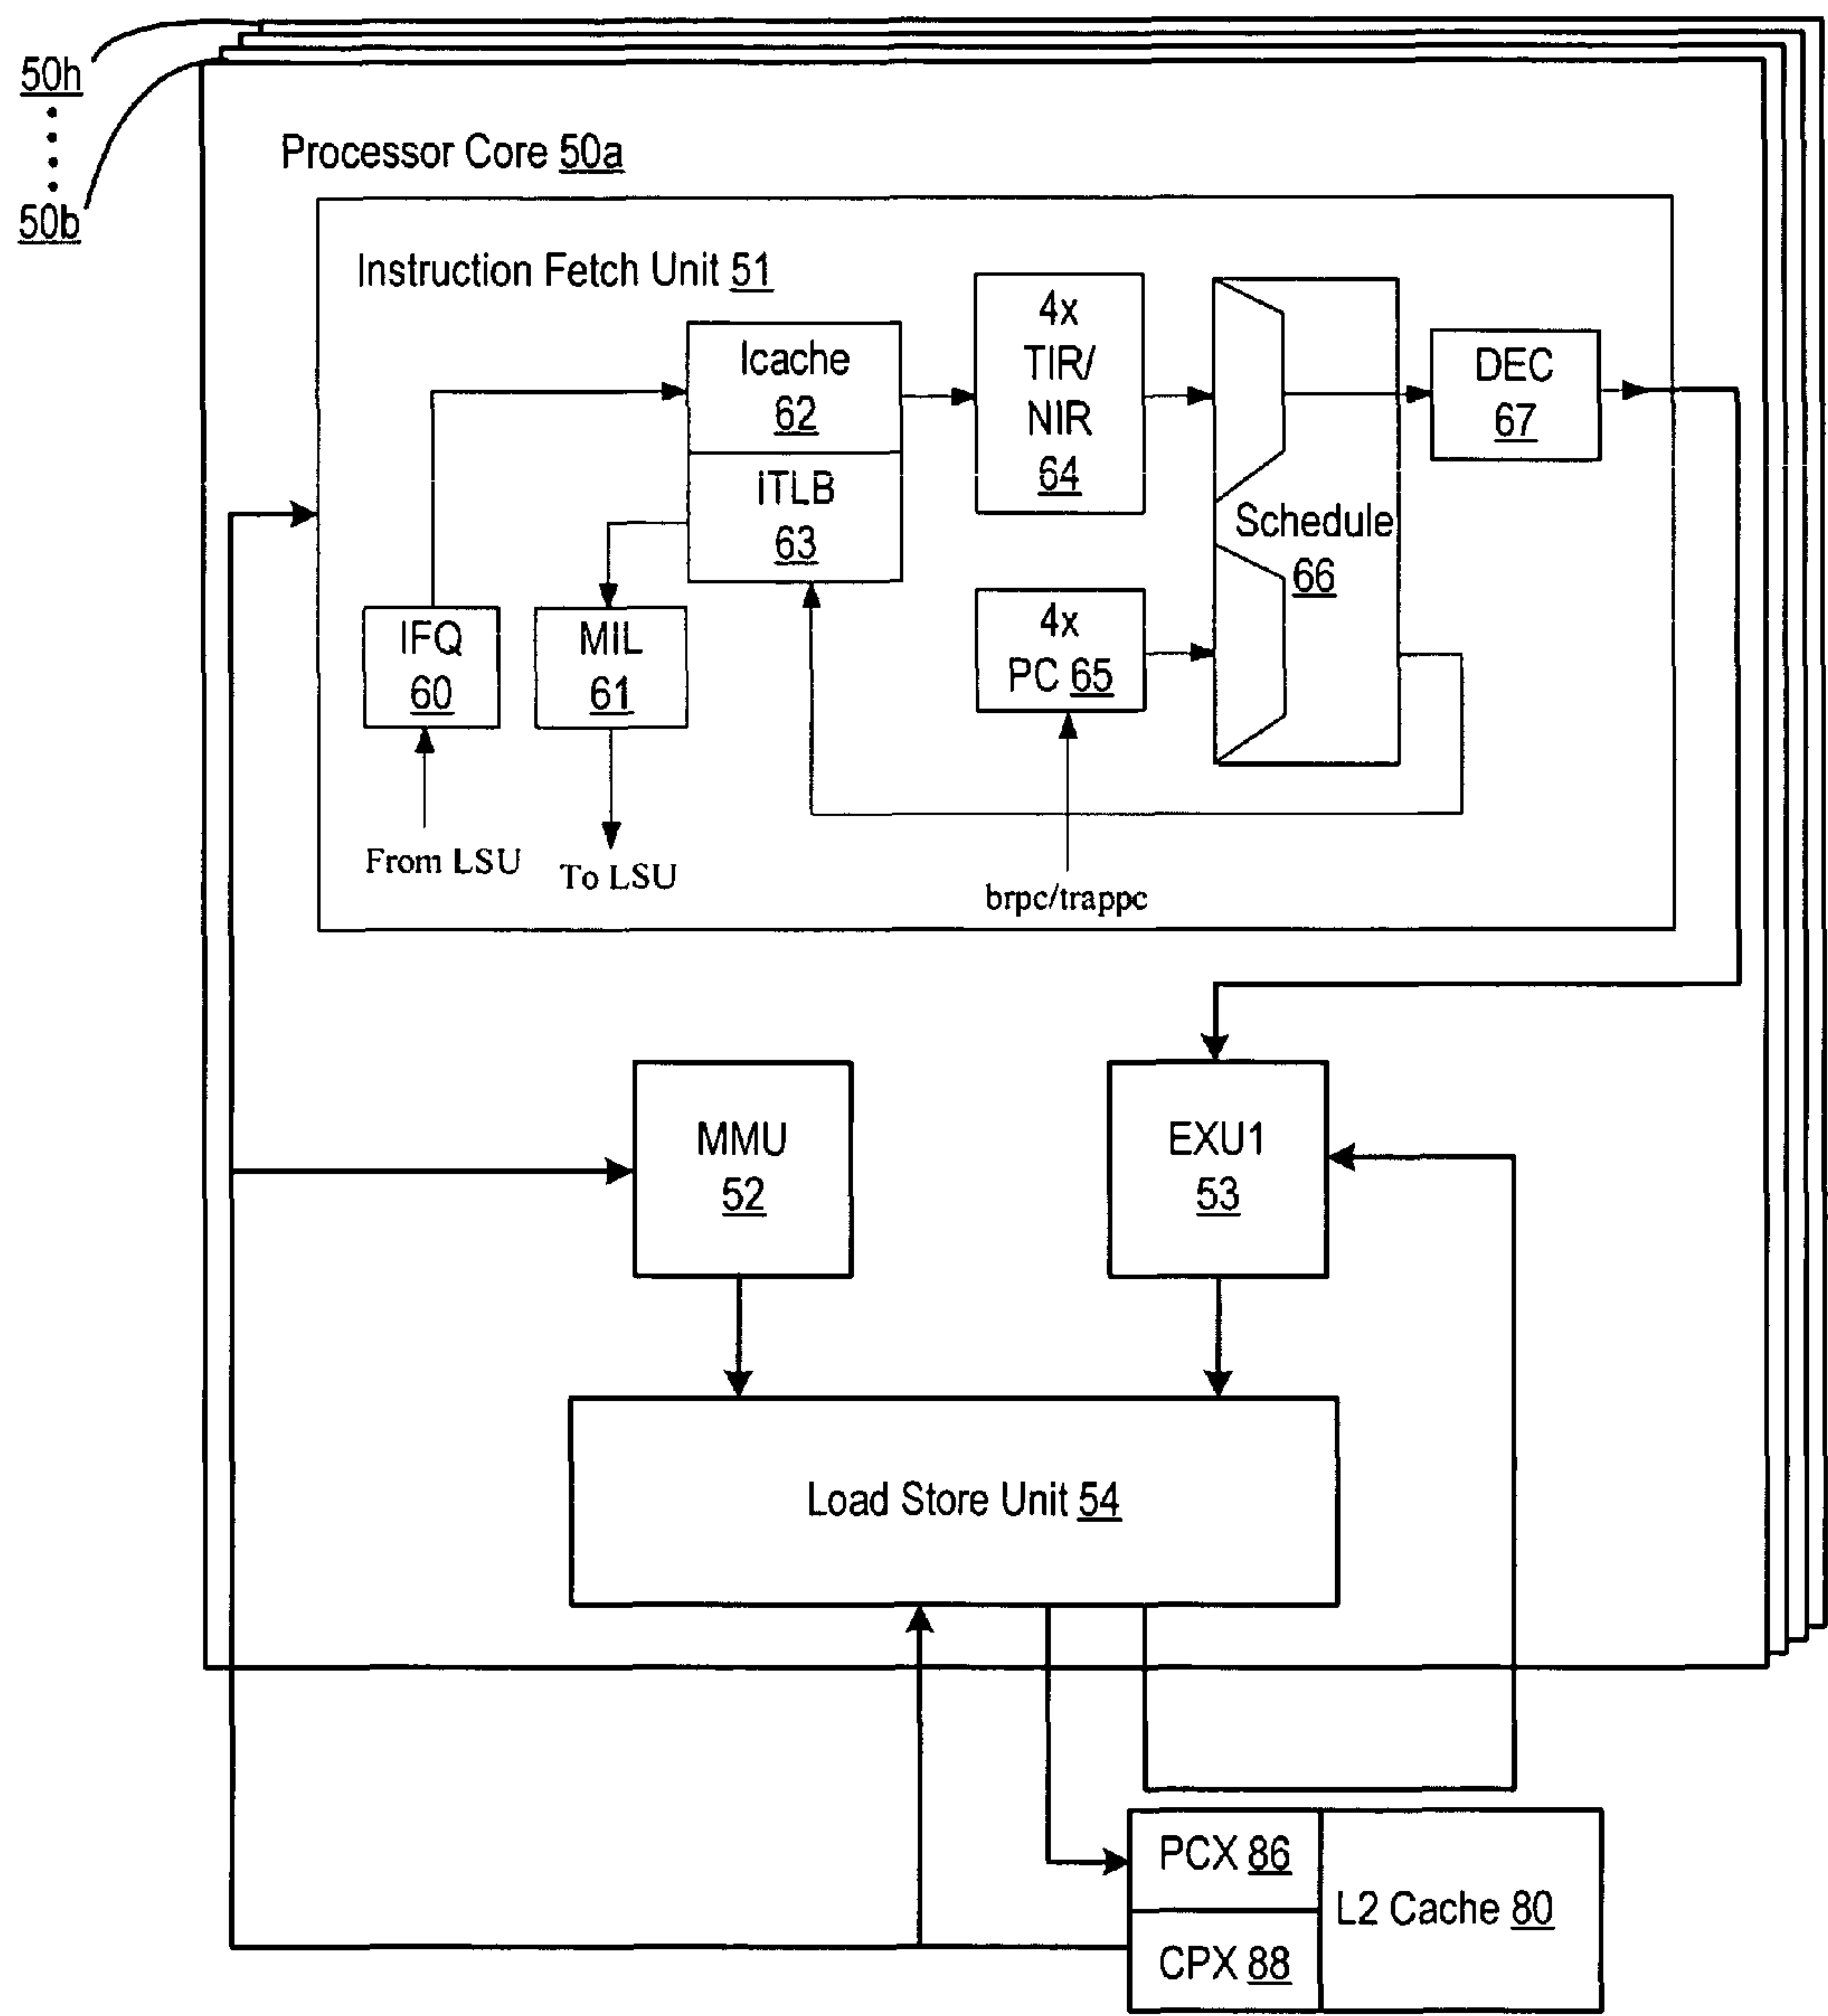 50h
50b
Processor Core 50a
Instruction Fetch Unit 51
Icache
62
iTLB
63
4x
TIR/
NIR
64
Schedule
66
DEC
67
IFQ
60
MIL
61
4x
PC 65
From LSU
To LSU
brpc/trappc
MMU
52
EXU1
53
Load Store Unit 54
PCX 86
CPX 88
L2 Cache 80